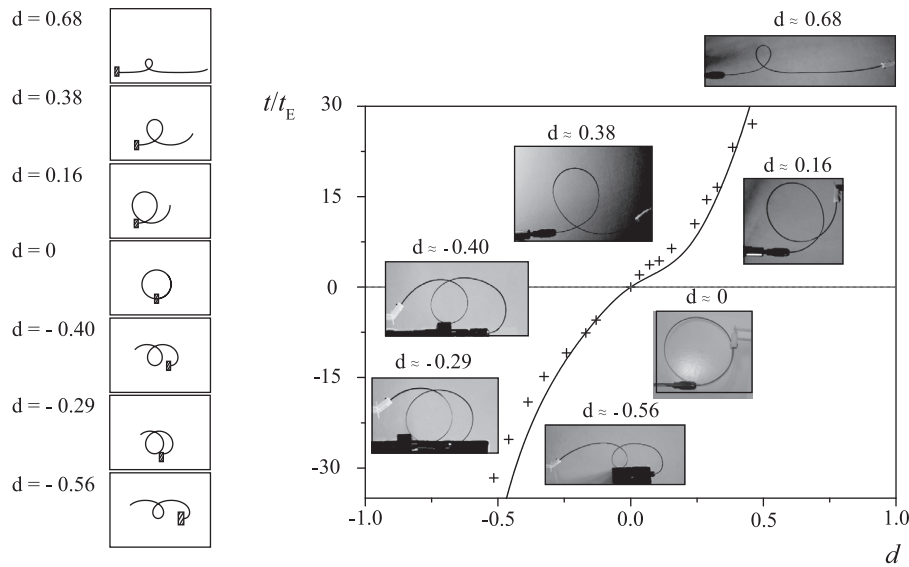 d = 0.68
d = 0.38
d = 0.16
d = 0
d = - 0.40
d = - 0.29
d = - 0.56
t/t_E
30
15
0
-15
-30
-1.0
-0.5
0.0
0.5
1.0
d
d ≈ 0.68
d ≈ 0.38
d ≈ 0.16
d ≈ - 0.40
d ≈ 0
d ≈ - 0.29
d ≈ -0.56